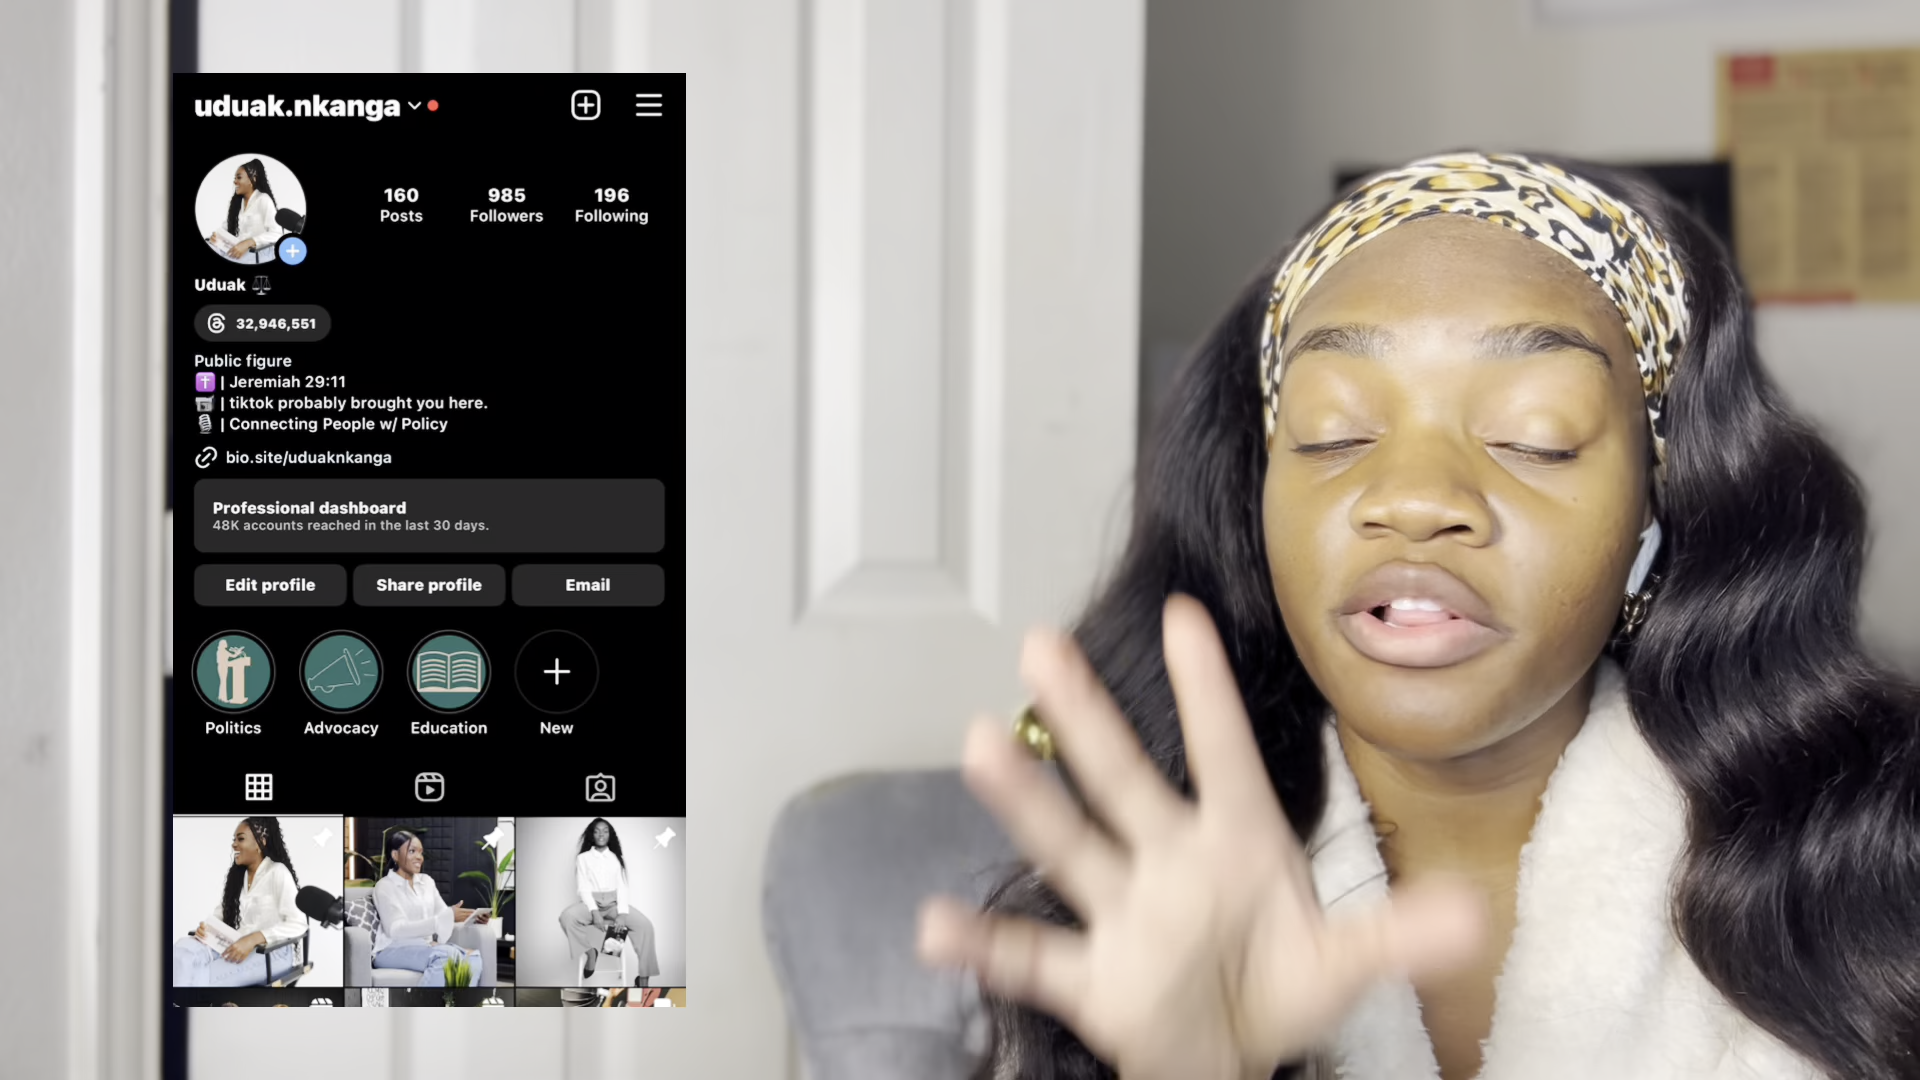 uduak.nkanga
160
Posts
985
Followers
196
Following
Uduak
32,946,551
Public figure
| Jeremiah 29:11
| tiktok probably brought you here.
| Connecting People w/ Policy
bio.site/uduaknkanga
Professional dashboard
48K accounts reached in the last 30 days.
Edit profile
Share profile
Email
Politics
Advocacy
Education
New